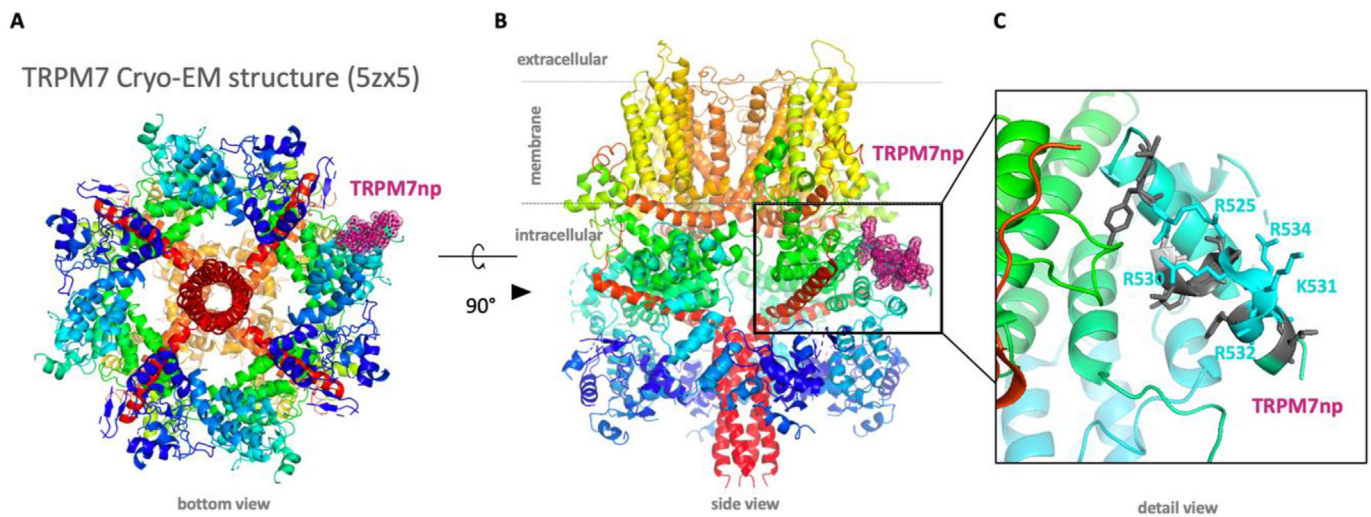 A
TRPM7 Cryo-EM structure (5zx5)
TRPM7np
bottom view
90°
B
extracellular
membrane
intracellular
TRPM7np
side view
C
R525
R534
R530
K531
R532
TRPM7np
detail view